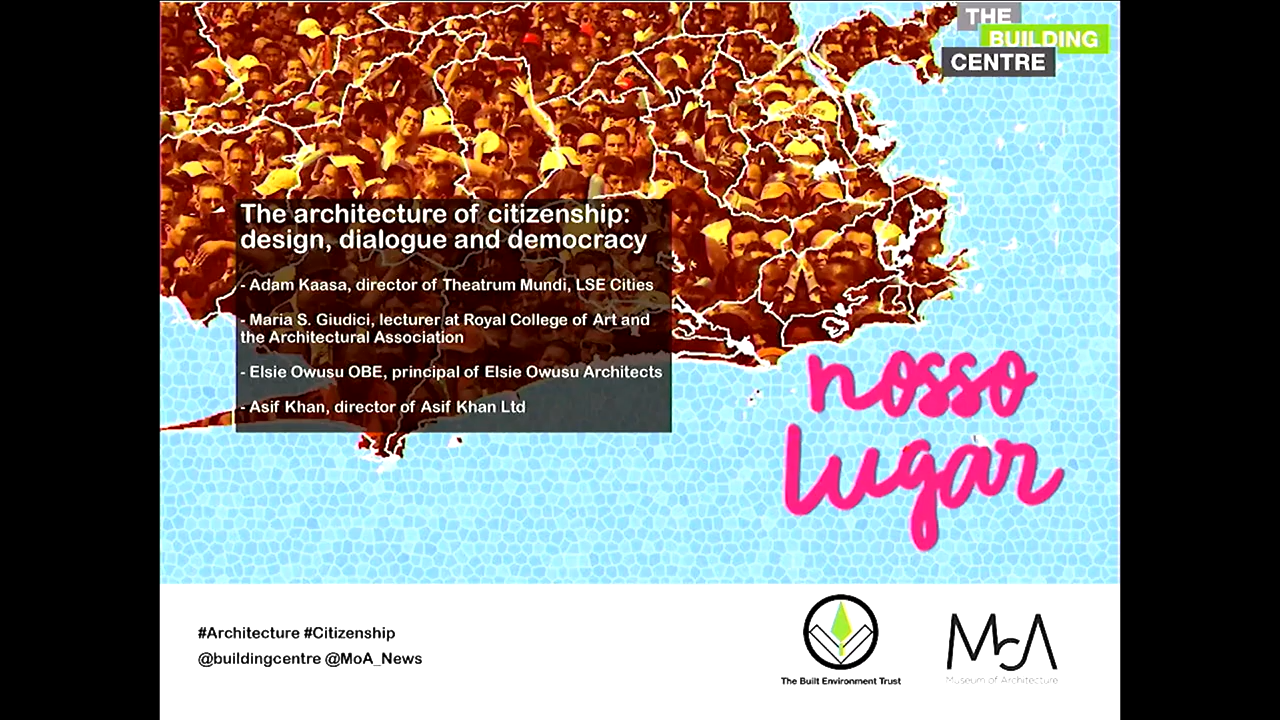 THE
BUILDING
CENTRE
The architecture of citizenship:
design, dialogue and democracy
- Adam Kaasa, director of Theatrum Mundi, LSE Cities
- Maria S. Giudici, lecturer at Royal College of Art and
the Architectural Association
- Elsie Owusu OBE, principal of Elsie Owusu Architects
- Asif Khan, director of Asif Khan Ltd
nosso
lugar
#Architecture #Citizenship
@buildingcentre @MoA_News
The Built Environment Trust
MoA
Museum of Architecture